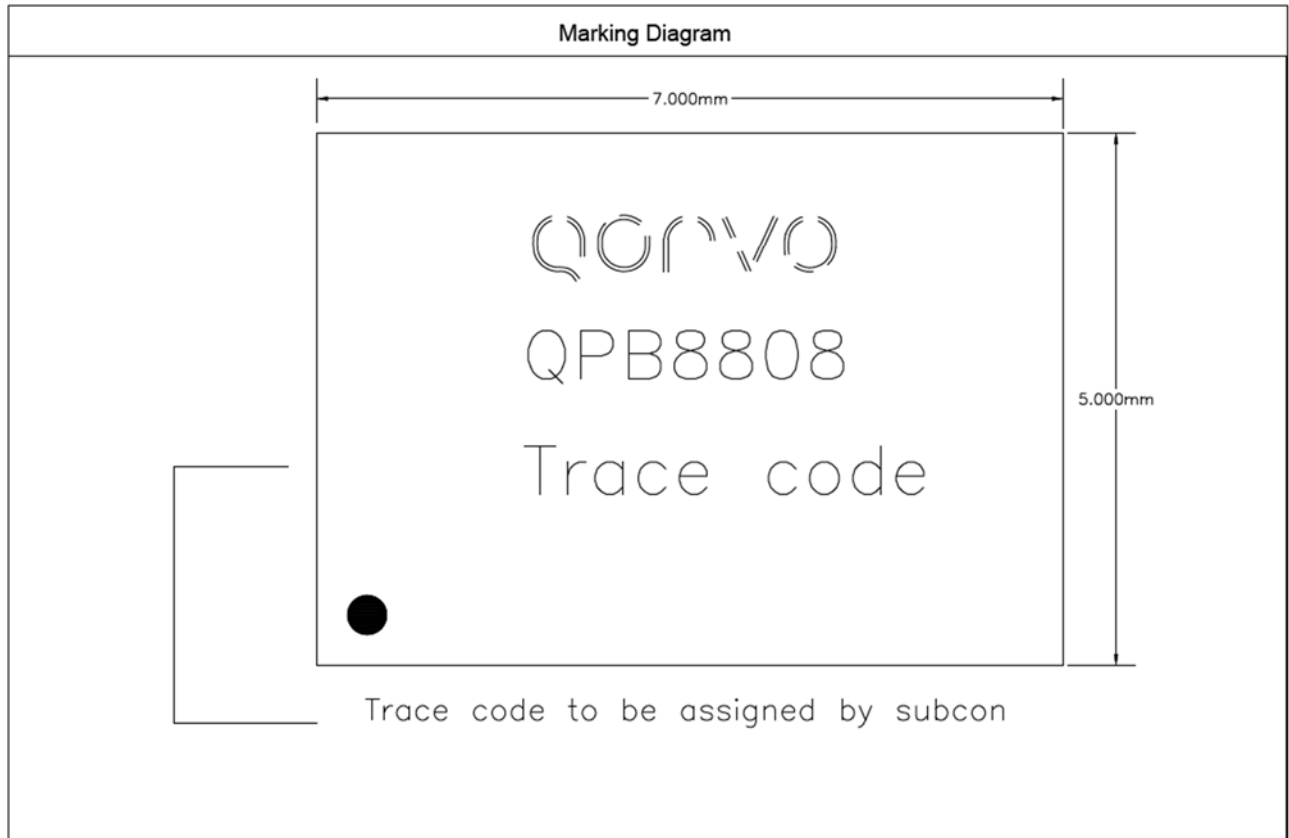 Marking Diagram
7.000mm
QORVO
QPB8808
5.000mm
Trace code
Trace code to be assigned by subcon